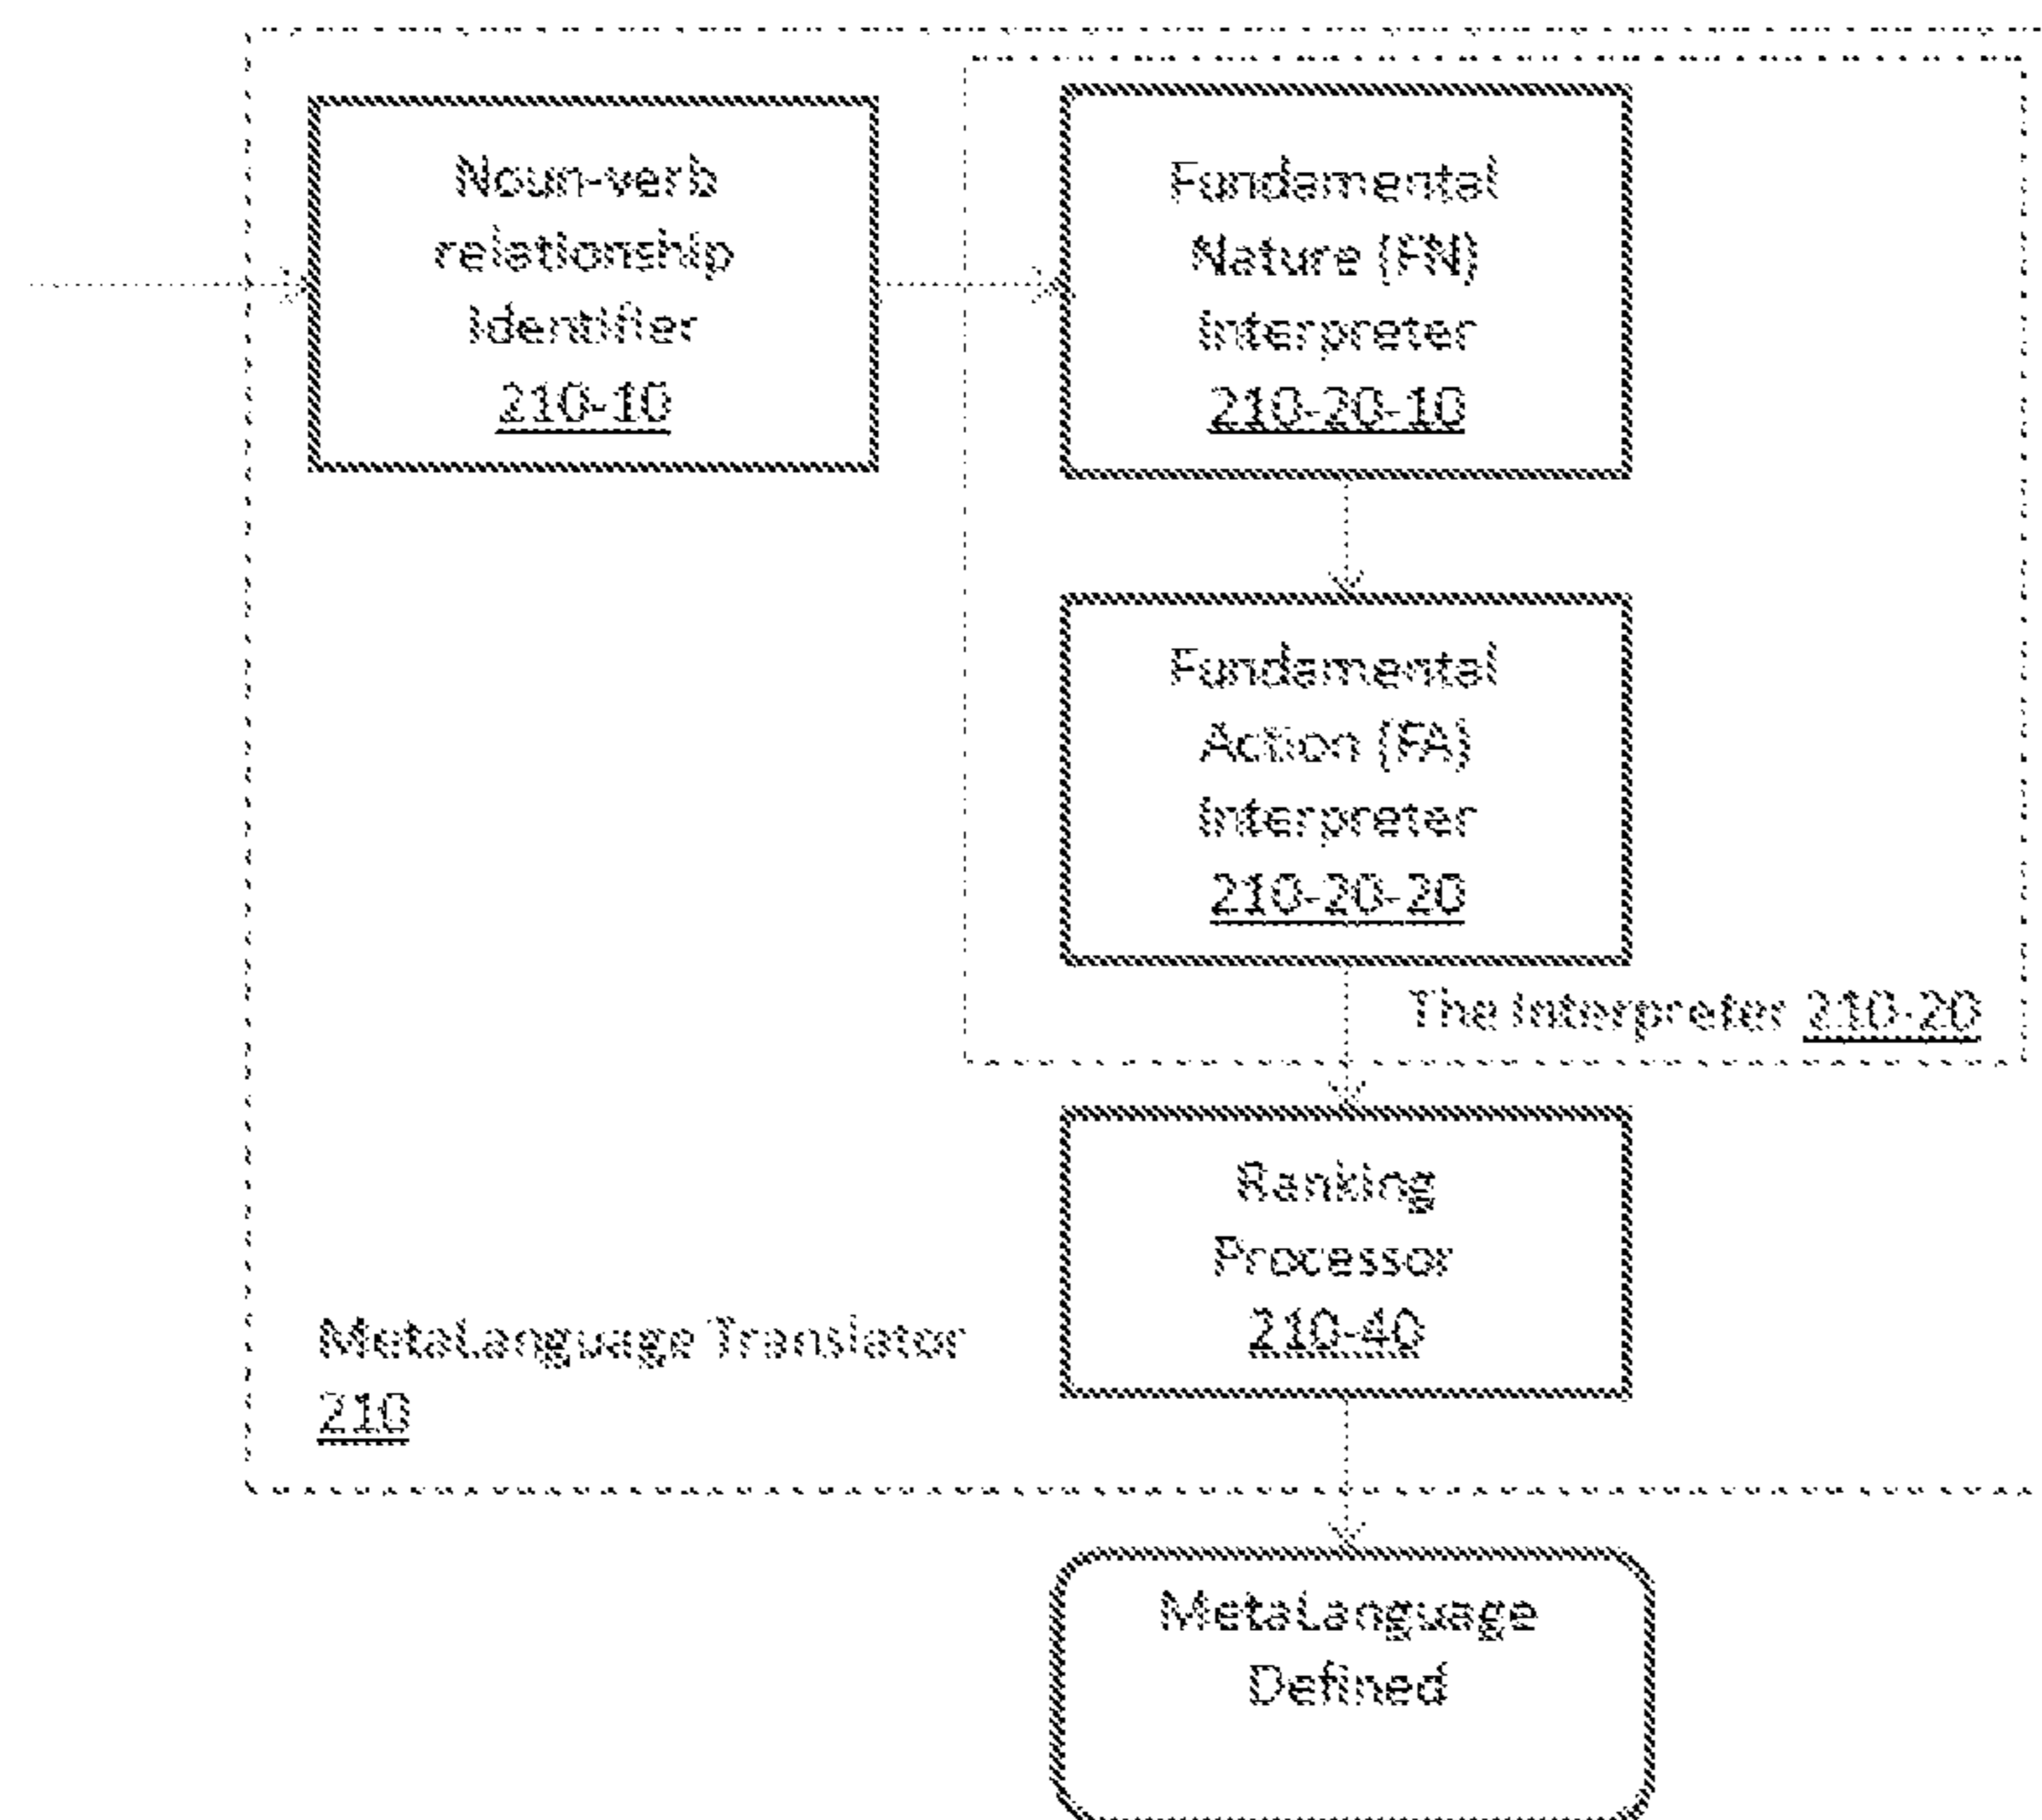 Noun-verb
relationship
Identifier
210-10
Fundamental
Nature (FN)
Interpreter
210-20-10
Fundamental
Action (FA)
Interpreter
210-20-20
The Interpreter 210-20
Ranking
Processor
210-40
MetaLanguage Translator
210
MetaLanguage
Defined